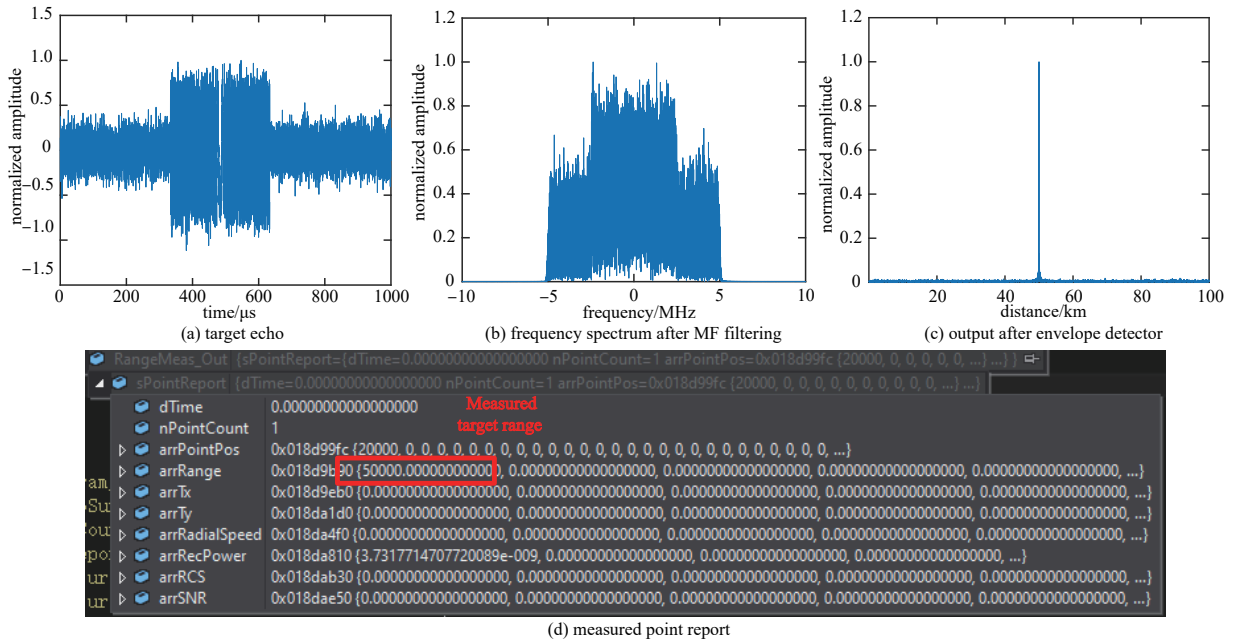 1.5
1.0
0.5
0
−0.5
−1.0
−1.5
normalized amplitude
0 200 400 600 800 1000
time/μs
(a) target echo
1.2
1.0
0.8
0.6
0.4
0.2
0
normalized amplitude
−10 −5 0 5 10
frequency/MHz
(b) frequency spectrum after MF filtering
1.2
1.0
0.8
0.6
0.4
0.2
0
normalized amplitude
20 40 60 80 100
distance/km
(c) output after envelope detector
RangeMeas_Out {sPointReport={dTime=0.00000000000000000 nPointCount=1 arrPointPos=0x018d99fc {20000, 0, 0, 0, 0, 0, ...} ...} }
sPointReport {dTime=0.00000000000000000 nPointCount=1 arrPointPos=0x018d99fc {20000, 0, 0, 0, 0, 0, 0, 0, 0, 0, 0, ...} ...}
dTime 0.00000000000000000
nPointCount 1
Measured
target range
arrPointPos 0x018d99fc {20000, 0, 0, 0, 0, 0, 0, 0, 0, 0, 0, 0, 0, 0, 0, 0, 0, 0, 0, 0, 0, 0, 0, 0, 0, 0, 0, 0, ...}
arrRange 0x018d9b90 {50000.000000000000, 0.00000000000000000, 0.00000000000000000, 0.00000000000000000, 0.00000000000000000, ...}
arrTx 0x018d9eb0 {0.00000000000000000, 0.00000000000000000, 0.00000000000000000, 0.00000000000000000, 0.00000000000000000, ...}
arrTy 0x018da1d0 {0.00000000000000000, 0.00000000000000000, 0.00000000000000000, 0.00000000000000000, 0.00000000000000000, ...}
arrRadialSpeed 0x018da4f0 {0.00000000000000000, 0.00000000000000000, 0.00000000000000000, 0.00000000000000000, 0.00000000000000000, ...}
arrRecPower 0x018da810 {3.7317714707720089e-009, 0.00000000000000000, 0.00000000000000000, 0.00000000000000000, ...}
arrRCS 0x018dab30 {0.00000000000000000, 0.00000000000000000, 0.00000000000000000, 0.00000000000000000, 0.00000000000000000, ...}
arrSNR 0x018dae50 {0.00000000000000000, 0.00000000000000000, 0.00000000000000000, 0.00000000000000000, 0.00000000000000000, ...}
(d) measured point report